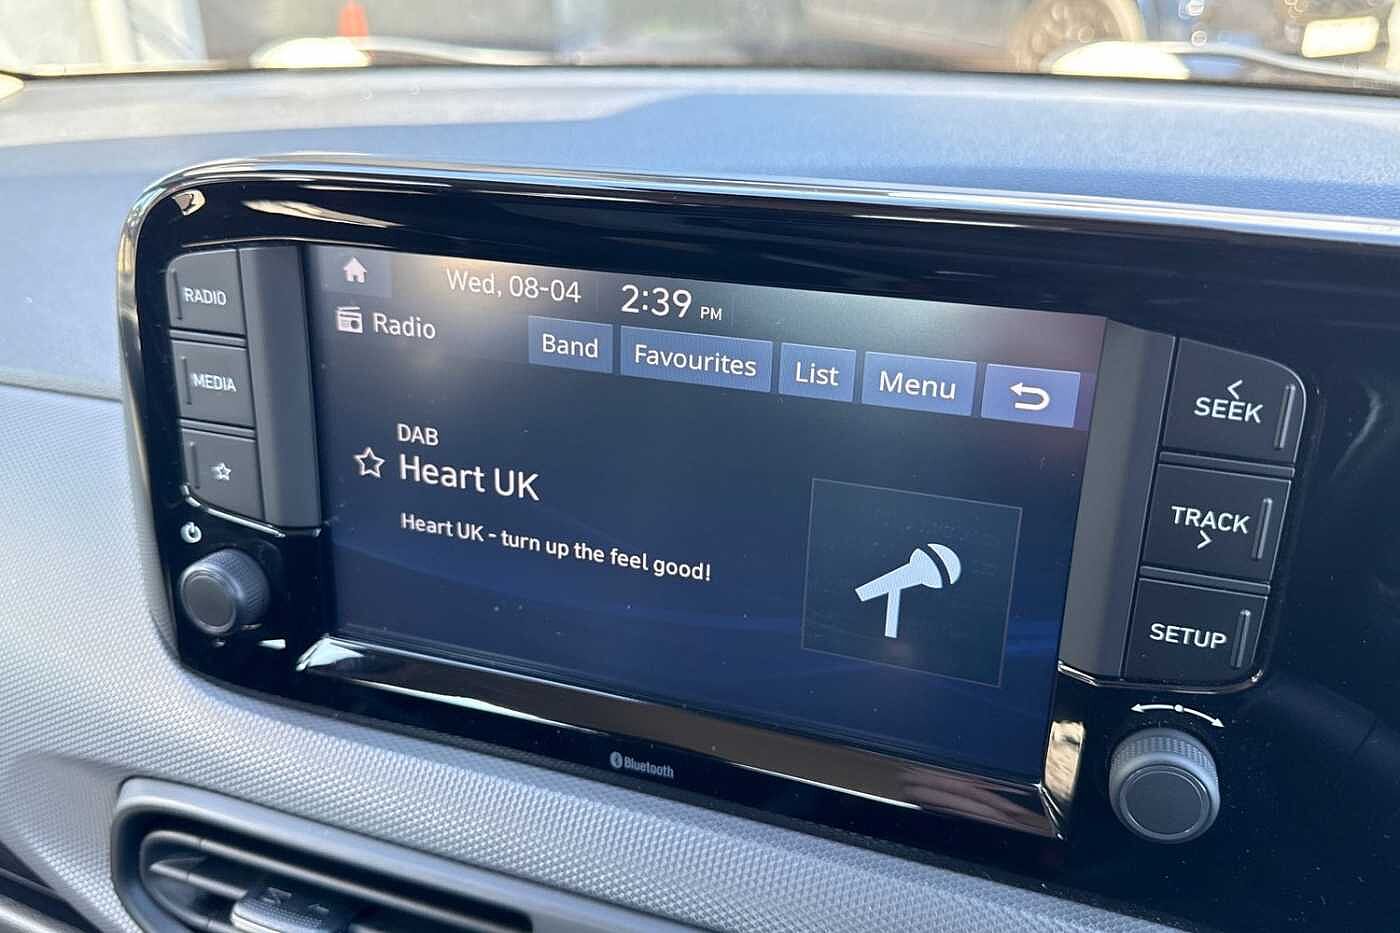 Wed, 08-04 2:39 PM
Radio
Band Favourites List Menu
DAB
Heart UK
Heart UK - turn up the feel good!
RADIO
MEDIA
SEEK
TRACK
SETUP
Bluetooth